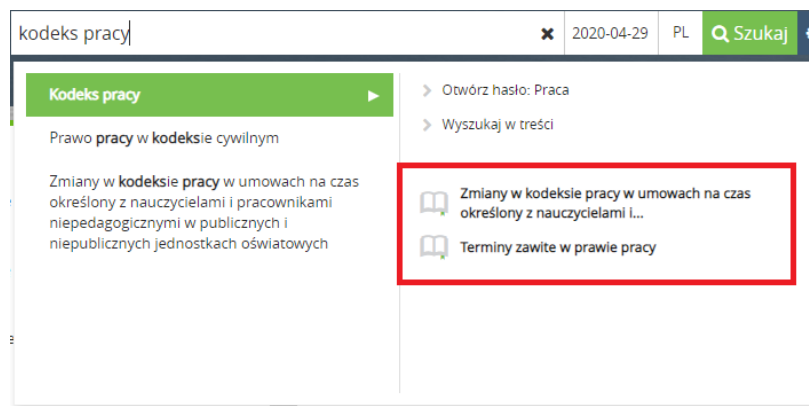 kodeks pracy
2020-04-29
PL
Szukaj
Kodeks pracy
Prawo pracy w kodeksie cywilnym
Zmiany w kodeksie pracy w umowach na czas
określony z nauczycielami i pracownikami
niepedagogicznymi w publicznych i
niepublicznych jednostkach oświatowych
Otwórz hasło: Praca
Wyszukaj w treści
Zmiany w kodeksie pracy w umowach na czas
określony z nauczycielami i...
Terminy zawite w prawie pracy